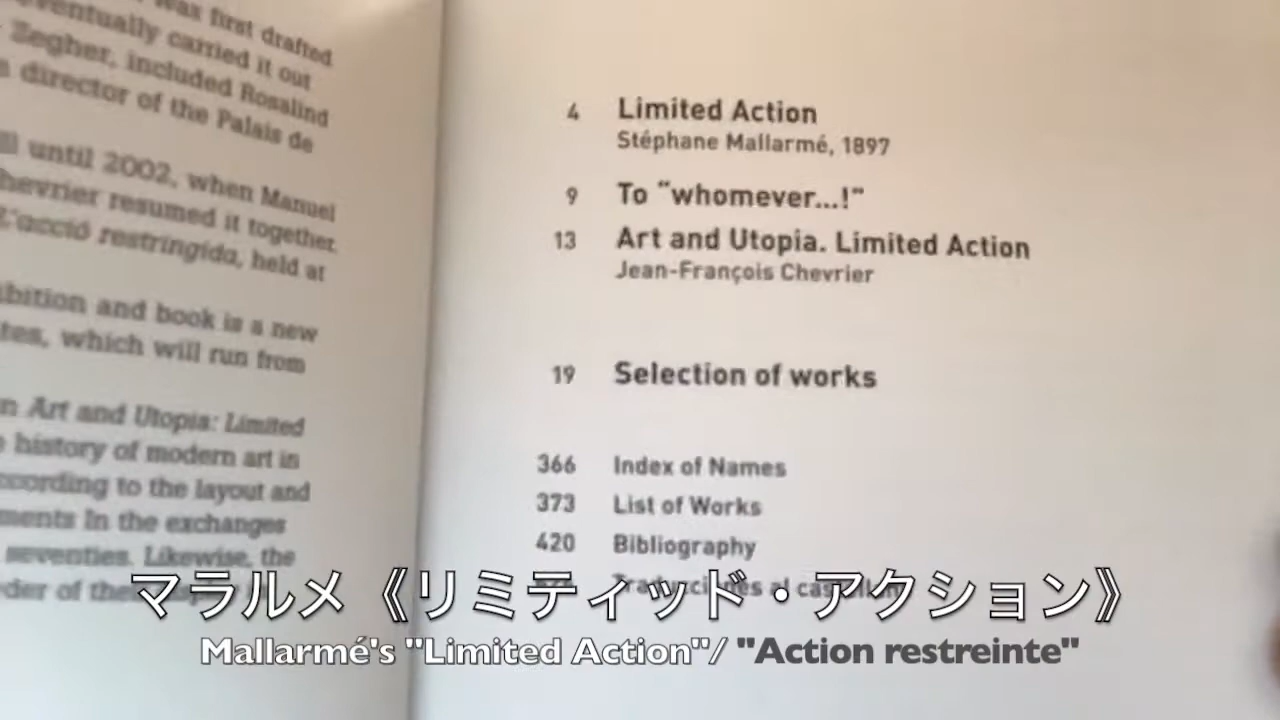 was first drafted
eventually carried it out
Zegher, included Rosalind
director of the Palais de
until 2002, when Manuel
Chevrier resumed it together.
L'acció restringida, held at
exhibition and book is a new
which will run from
Art and Utopia: Limited
history of modern art in
according to the layout and
in the exchanges
seventies. Likewise, the
4 Limited Action
Stéphane Mallarmé, 1897
9 To “whomever...!”
13 Art and Utopia. Limited Action
Jean-François Chevrier
19 Selection of works
366 Index of Names
373 List of Works
420 Bibliography
マラルメ《リミティッド・アクション》
Mallarmé's "Limited Action"/ "Action restreinte"